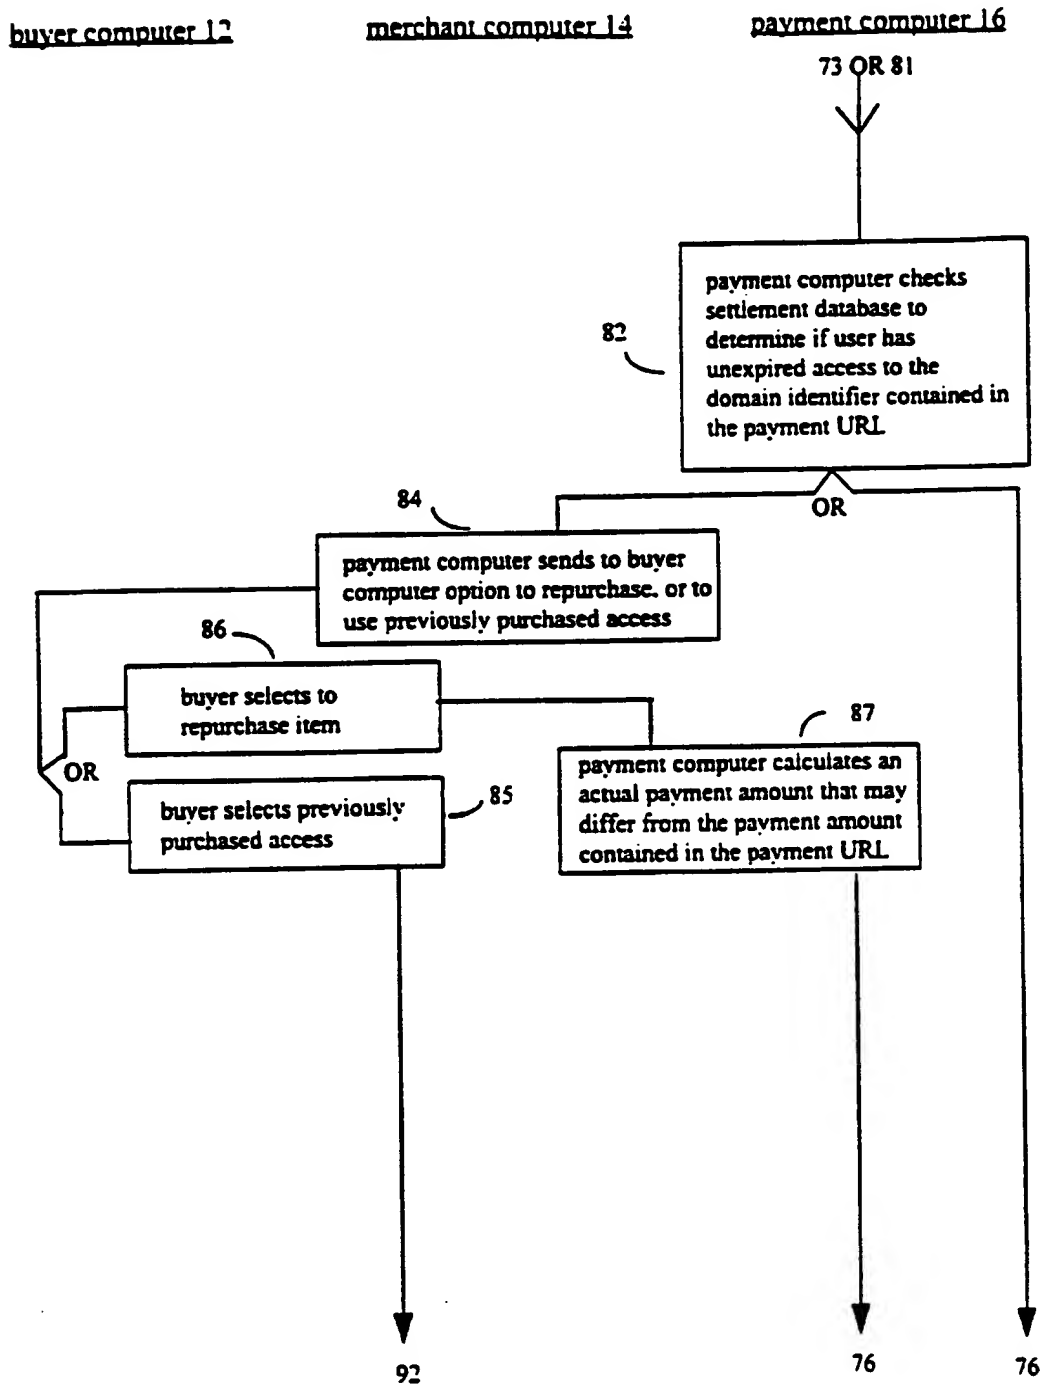 buyer computer 12
merchant computer 14
payment computer 16
73 OR 81
82
payment computer checks
settlement database to
determine if user has
unexpired access to the
domain identifier contained in
the payment URL
OR
84
payment computer sends to buyer
computer option to repurchase, or to
use previously purchased access
86
buyer selects to
repurchase item
OR
85
buyer selects previously
purchased access
87
payment computer calculates an
actual payment amount that may
differ from the payment amount
contained in the payment URL
92
76
76